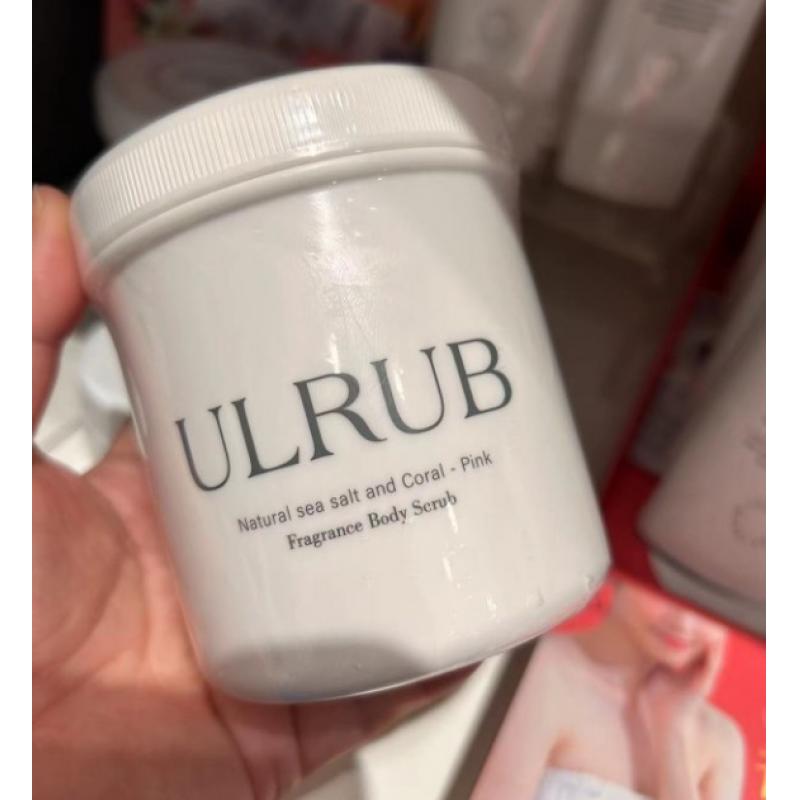 ULRUB
Natural sea salt and Coral - Pink
Fragrance Body Scrub